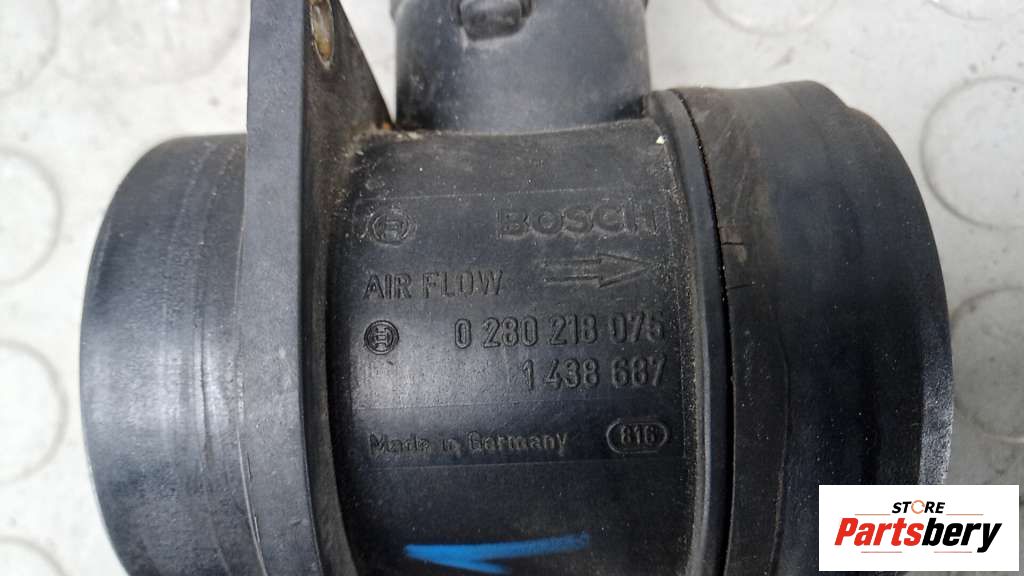 BOSCH
AIR FLOW
0 280 218 075
1 438 687
Made in Germany 816
STORE
Partsbery